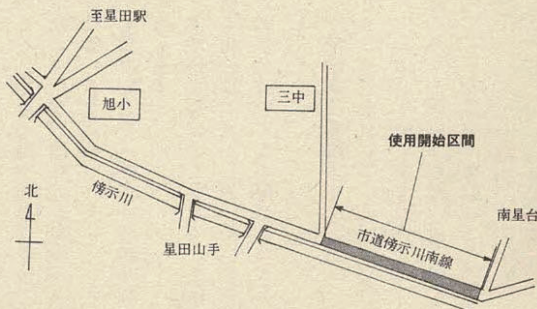 至星田駅
旭小
三中
使用開始区間
北
傍示川
南星台
市道傍示川南線
星田山手